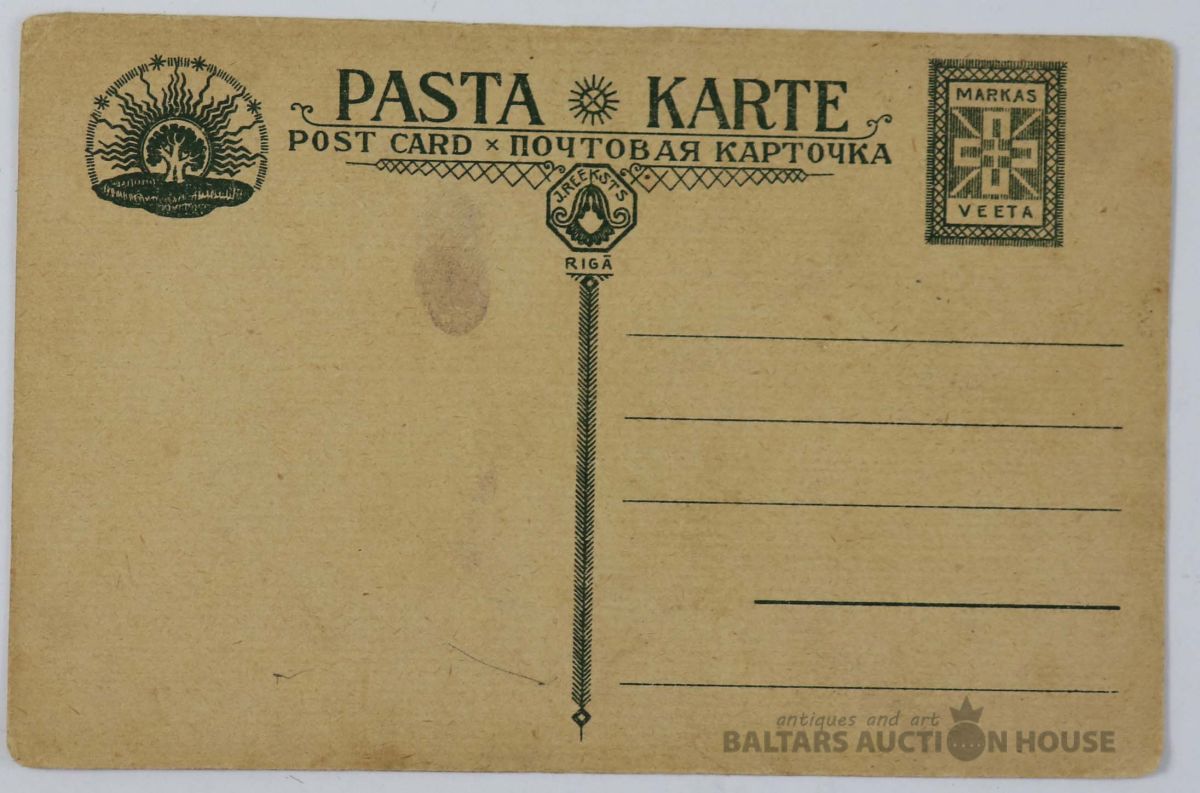 PASTA KARTE
POST CARD × ПОЧТОВАЯ КАРТОЧКА
MARKAS
VEETA
J.REEKSTS
RIGĀ
antiques and art
BALTARS AUCTION HOUSE